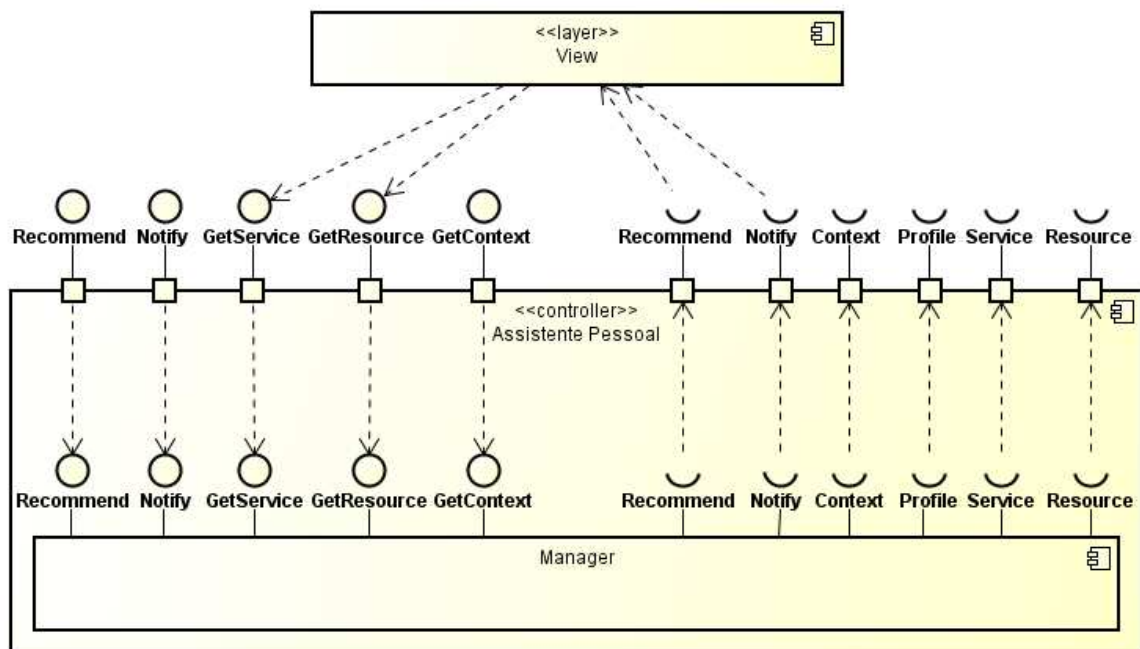 <<layer>>
View
Recommend Notify GetService GetResource GetContext Recommend Notify Context Profile Service Resource
<<controller>>
Assistente Pessoal
Recommend Notify GetService GetResource GetContext Recommend Notify Context Profile Service Resource
Manager